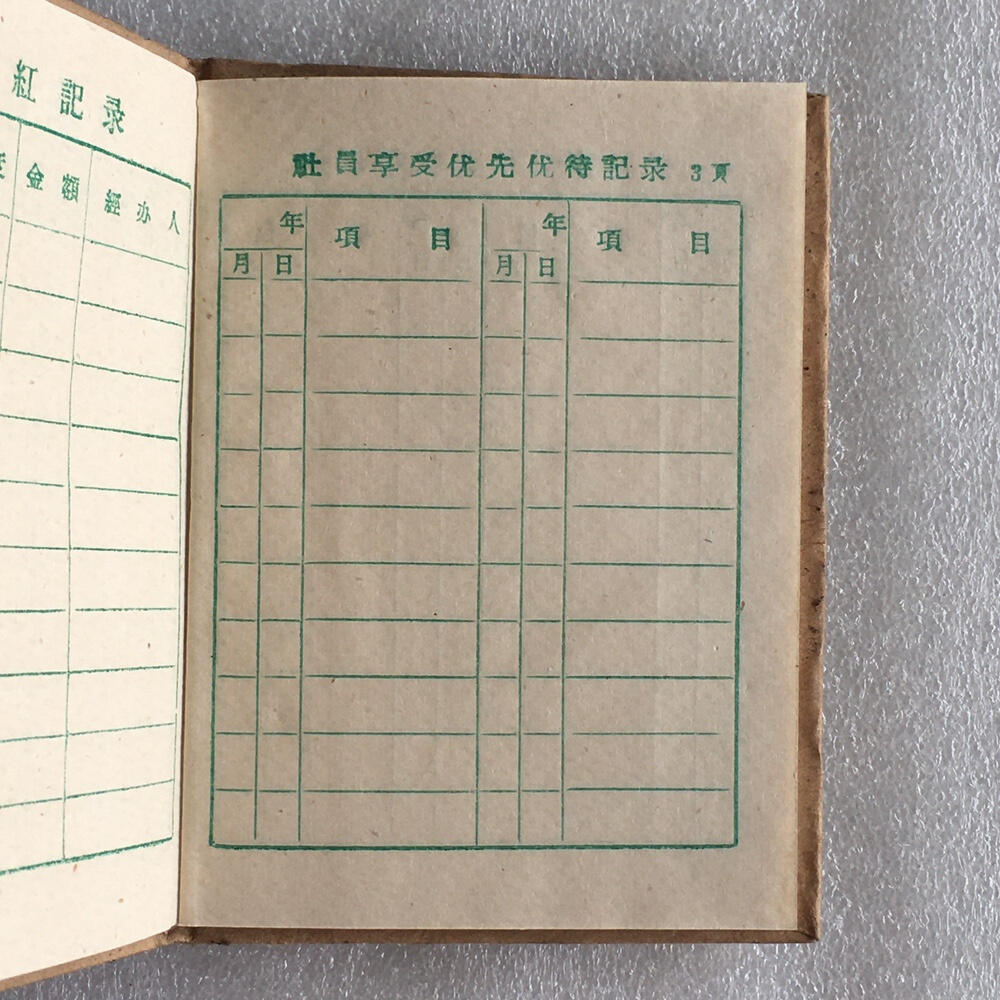 紅記录
金額 經办人
社員享受优先优待記录 3頁
年 項目 年 項目
月 日 月 日